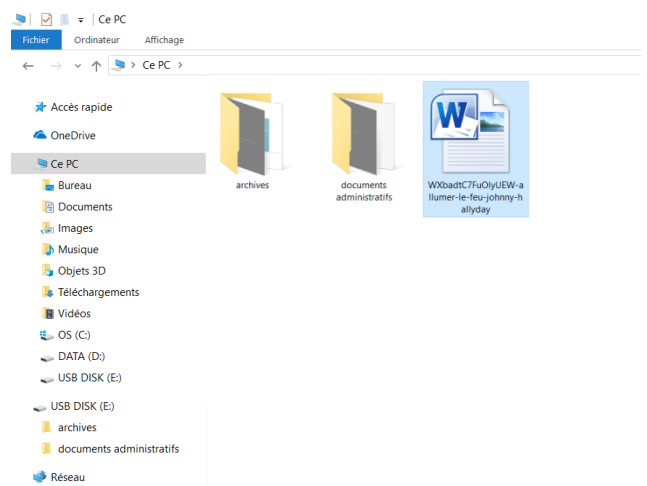 Ce PC
Fichier Ordinateur Affichage
Ce PC
Accès rapide
OneDrive
Ce PC
Bureau
Documents
Images
Musique
Objets 3D
Téléchargements
Vidéos
OS (C:)
DATA (D:)
USB DISK (E:)
USB DISK (E:)
archives
documents administratifs
Réseau
archives
documents
administratifs
W
WXbadtC7FuOlyUEW-a
llumer-le-feu-johnny-h
allyday